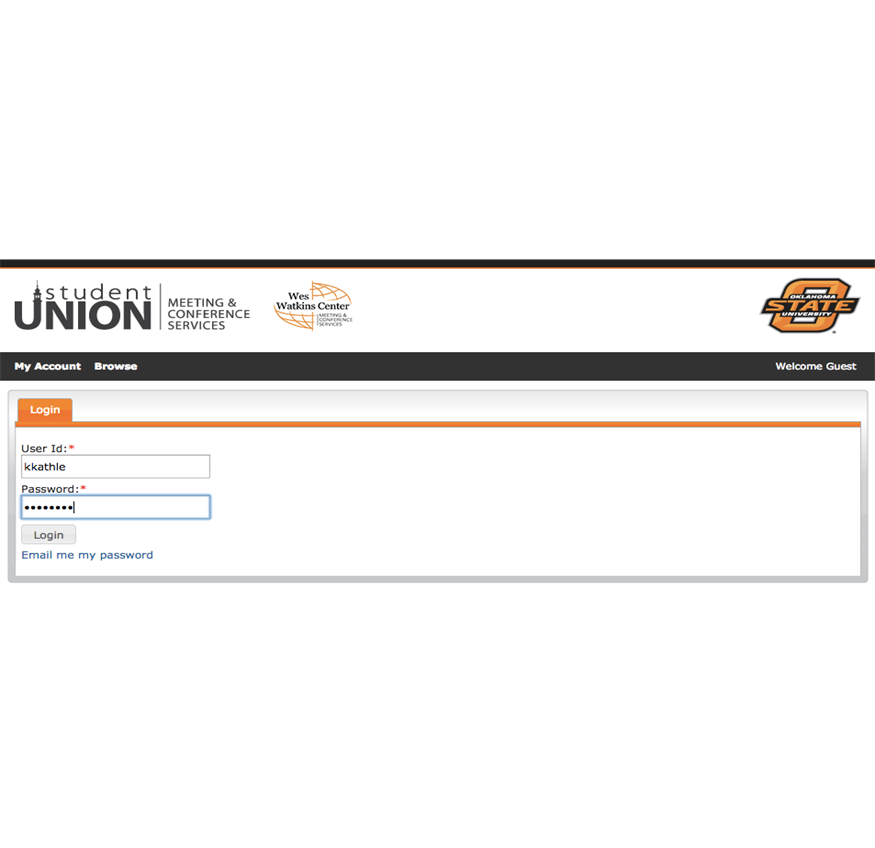 student
UNION
MEETING &
CONFERENCE
SERVICES
Wes
Watkins Center
MEETING &
CONFERENCE
SERVICES
OKLAHOMA
STATE
UNIVERSITY
My Account Browse Welcome Guest
Login
User Id:*
kkathle
Password:*
••••••••
Login
Email me my password